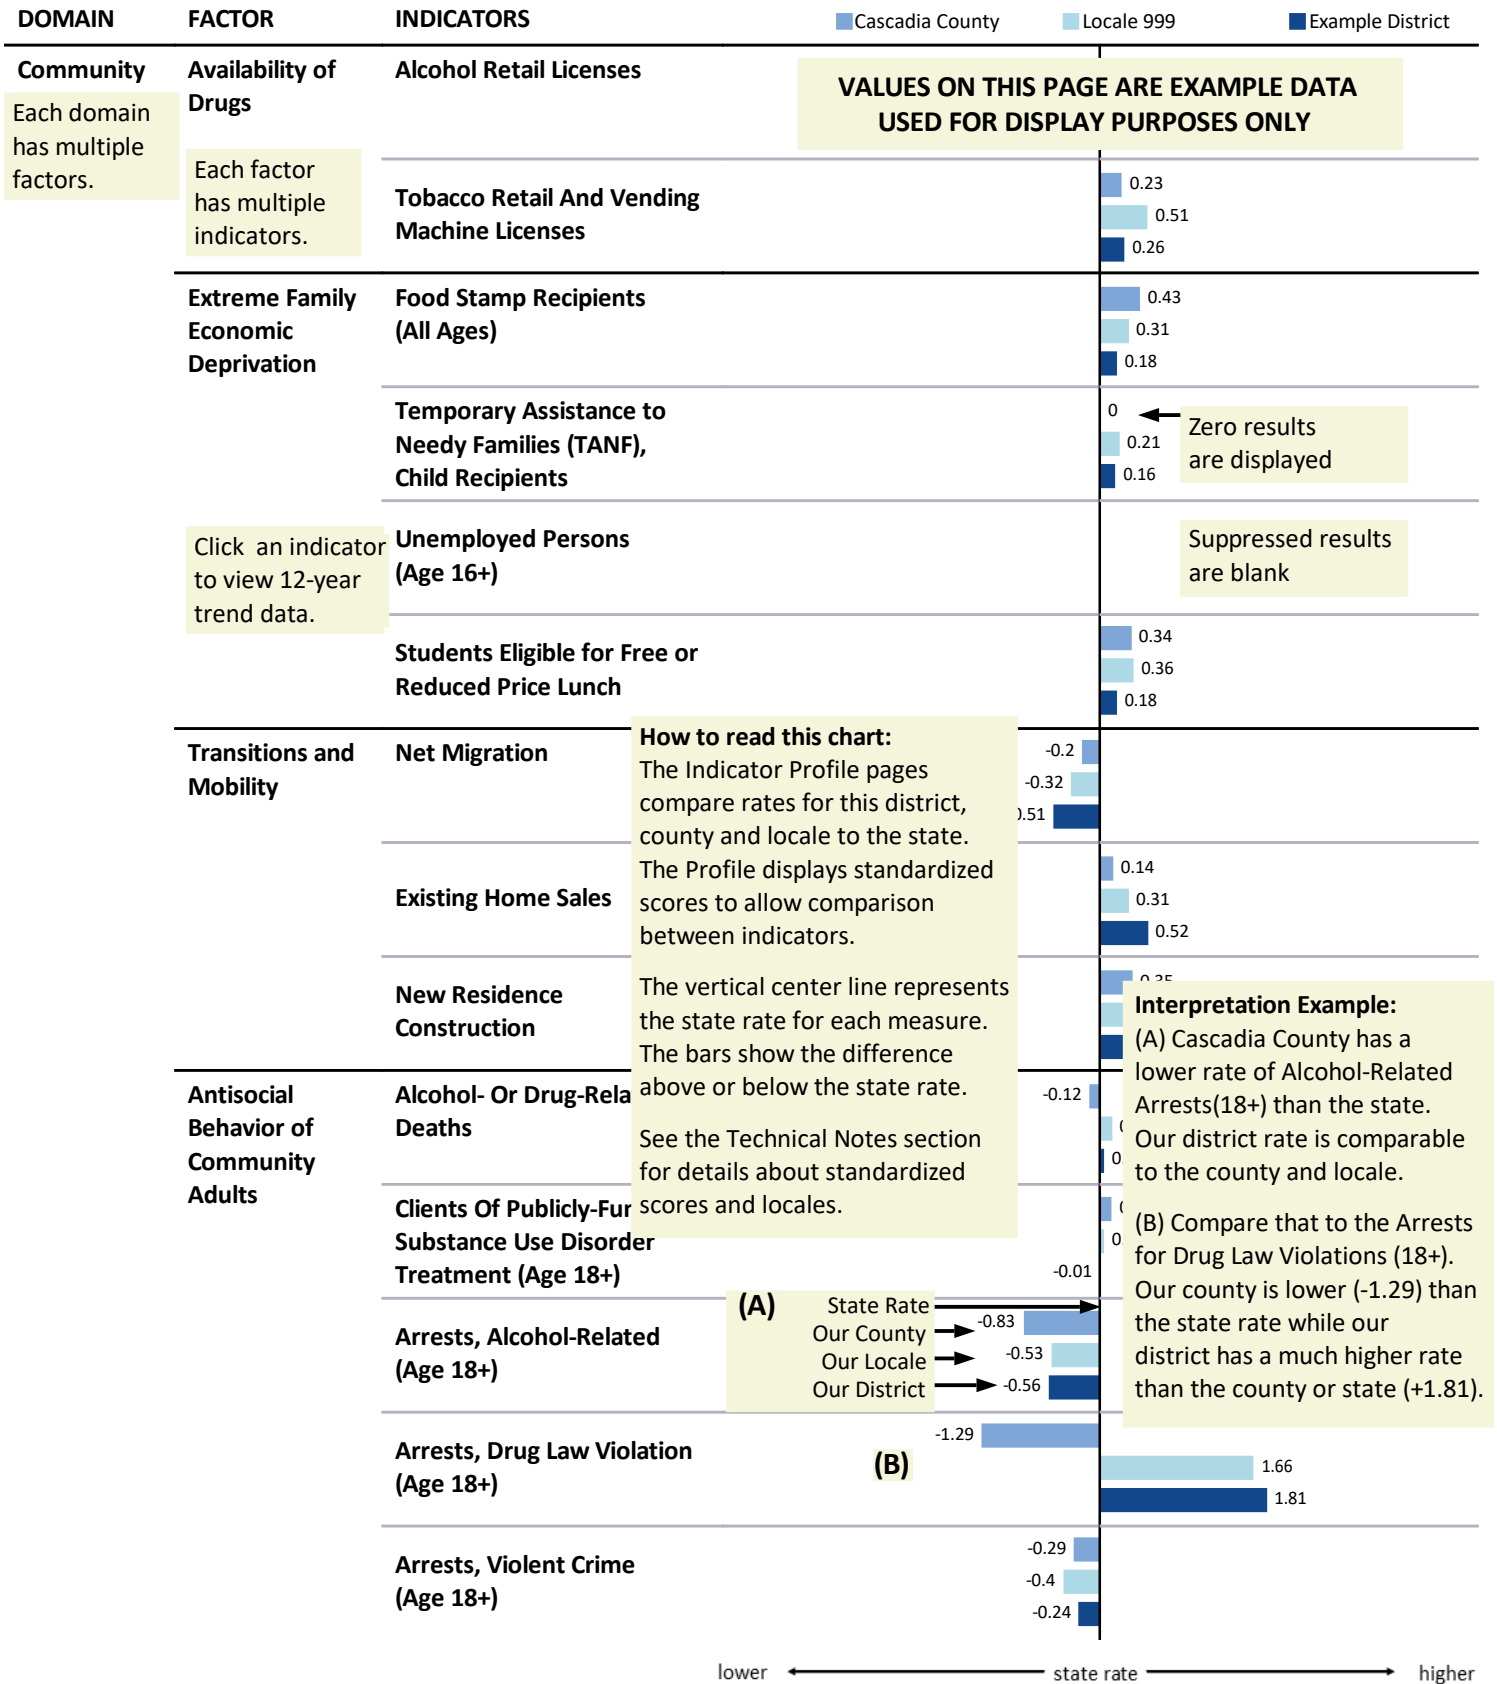 DOMAIN FACTOR INDICATORS Cascadia County Locale 999 Example District
Community
Each domain
has multiple
factors.
Availability of
Drugs
Each factor
has multiple
indicators.
Alcohol Retail Licenses
VALUES ON THIS PAGE ARE EXAMPLE DATA
USED FOR DISPLAY PURPOSES ONLY
Tobacco Retail And Vending
Machine Licenses
0.23
0.51
0.26
Extreme Family
Economic
Deprivation
Food Stamp Recipients
(All Ages)
0.43
0.31
0.18
Temporary Assistance to
Needy Families (TANF),
Child Recipients
0
0.21
0.16
Zero results
are displayed
Click an indicator
to view 12-year
trend data.
Unemployed Persons
(Age 16+)
Suppressed results
are blank
Students Eligible for Free or
Reduced Price Lunch
0.34
0.36
0.18
Transitions and
Mobility
Net Migration
-0.2
-0.32
.51
How to read this chart:
The Indicator Profile pages
compare rates for this district,
county and locale to the state.
The Profile displays standardized
scores to allow comparison
between indicators.
The vertical center line represents
the state rate for each measure.
The bars show the difference
above or below the state rate.
See the Technical Notes section
for details about standardized
scores and locales.
Existing Home Sales
0.14
0.31
0.52
New Residence
Construction
Interpretation Example:
(A) Cascadia County has a
lower rate of Alcohol-Related
Arrests(18+) than the state.
Our district rate is comparable
to the county and locale.
(B) Compare that to the Arrests
for Drug Law Violations (18+).
Our county is lower (-1.29) than
the state rate while our
district has a much higher rate
than the county or state (+1.81).
Antisocial
Behavior of
Community
Adults
Alcohol- Or
Deaths
-0.12
Clients Of
Substance Use Disorder
Treatment (Age 18+)
-0.01
Arrests, Alcohol-Related
(Age 18+)
(A)
State Rate
Our County
Our Locale
Our District
-0.83
-0.53
-0.56
Arrests, Drug Law Violation
(Age 18+)
(B)
-1.29
1.66
1.81
Arrests, Violent Crime
(Age 18+)
-0.29
-0.4
-0.24
lower state rate higher